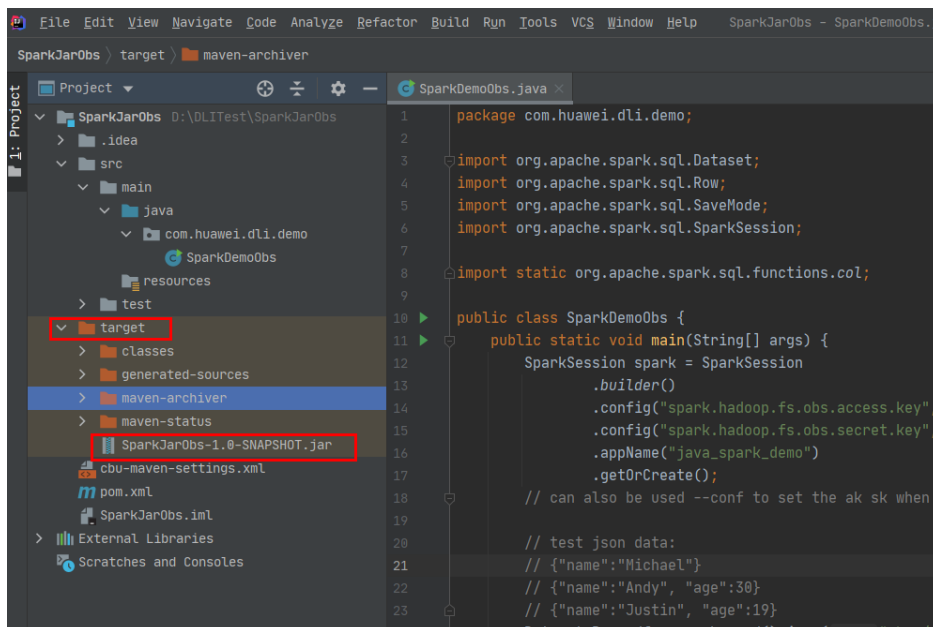 File Edit View Navigate Code Analyze Refactor Build Run Tools VCS Window Help SparkJarObs – SparkDemoObs.
SparkJarObs target maven-archiver
1: Project
Project
SparkJarObs D:\DLITest\SparkJarObs
.idea
src
main
java
com.huawei.dli.demo
SparkDemoObs
resources
test
target
classes
generated-sources
maven-archiver
maven-status
SparkJarObs-1.0-SNAPSHOT.jar
cbu-maven-settings.xml
pom.xml
SparkJarObs.iml
External Libraries
Scratches and Consoles
SparkDemoObs.java
1 package com.huawei.dli.demo;
2
3 import org.apache.spark.sql.Dataset;
4 import org.apache.spark.sql.Row;
5 import org.apache.spark.sql.SaveMode;
6 import org.apache.spark.sql.SparkSession;
7
8 import static org.apache.spark.sql.functions.col;
9
10 public class SparkDemoObs {
11 public static void main(String[] args) {
12 SparkSession spark = SparkSession
13 .builder()
14 .config("spark.hadoop.fs.obs.access.key",
15 .config("spark.hadoop.fs.obs.secret.key",
16 .appName("java_spark_demo")
17 .getOrCreate();
18 // can also be used --conf to set the ak sk when
19
20 // test json data:
21 // {"name":"Michael"}
22 // {"name":"Andy", "age":30}
23 // {"name":"Justin", "age":19}